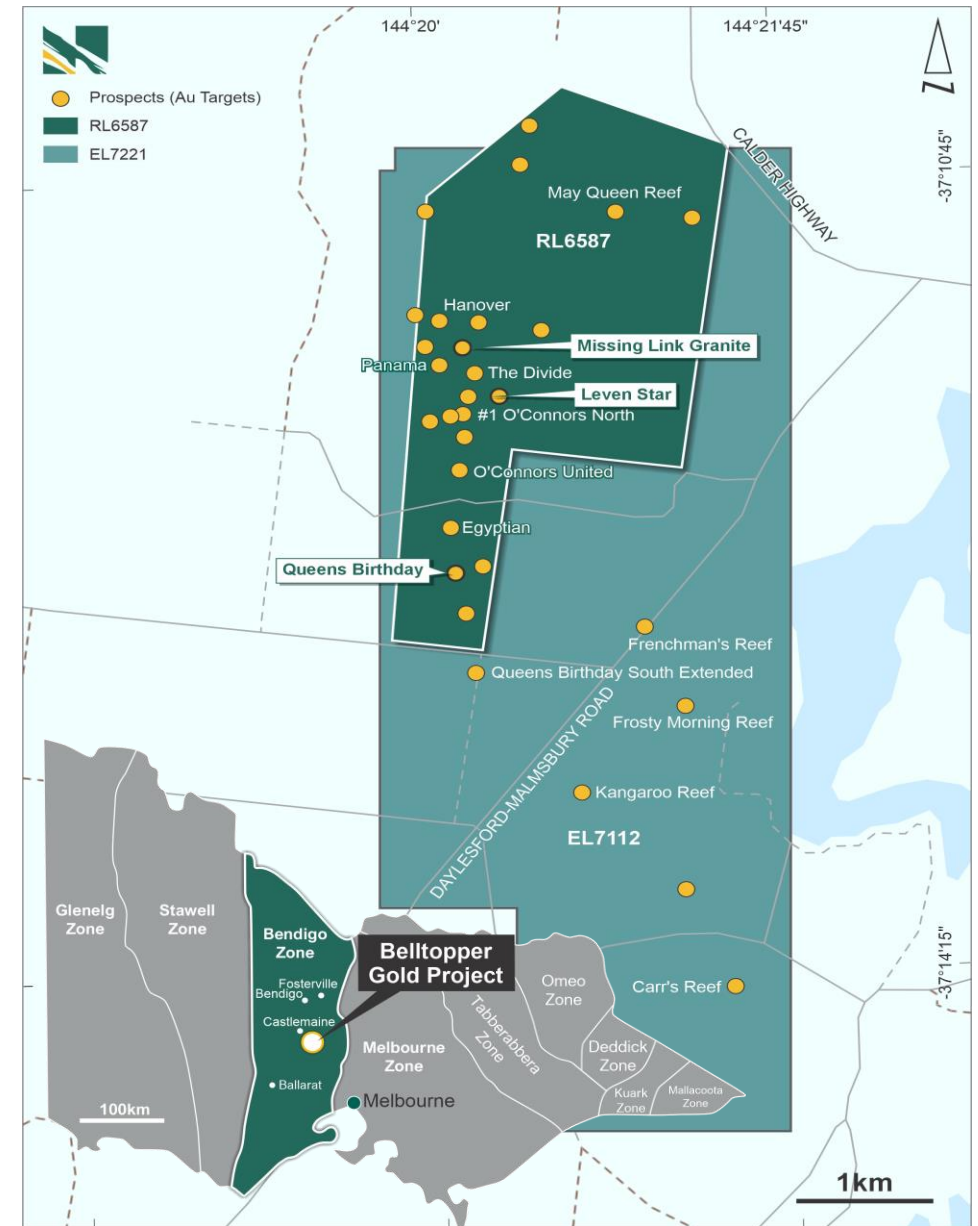 144°20'
144°21'45"
Prospects (Au Targets)
RL6587
EL7221
Z
CALDER HIGHWAY
-37°10'45"
May Queen Reef
RL6587
Hanover
Missing Link Granite
Panama
The Divide
Leven Star
#1 O'Connors North
O'Connors United
Egyptian
Queens Birthday
Frenchman's Reef
Queens Birthday South Extended
Frosty Morning Reef
DAYLESFORD-MALMSBURY ROAD
Kangaroo Reef
EL7112
-37°14'15"
Carr's Reef
Glenelg
Zone
Stawell
Zone
Bendigo
Zone
Fosterville
Bendigo
Castlemaine
Ballarat
Belltopper
Gold Project
Melbourne
Zone
Melbourne
Tabberabbera
Zone
Omeo
Zone
Deddick
Zone
Kuark
Zone
Mallacoota
Zone
100km
1km